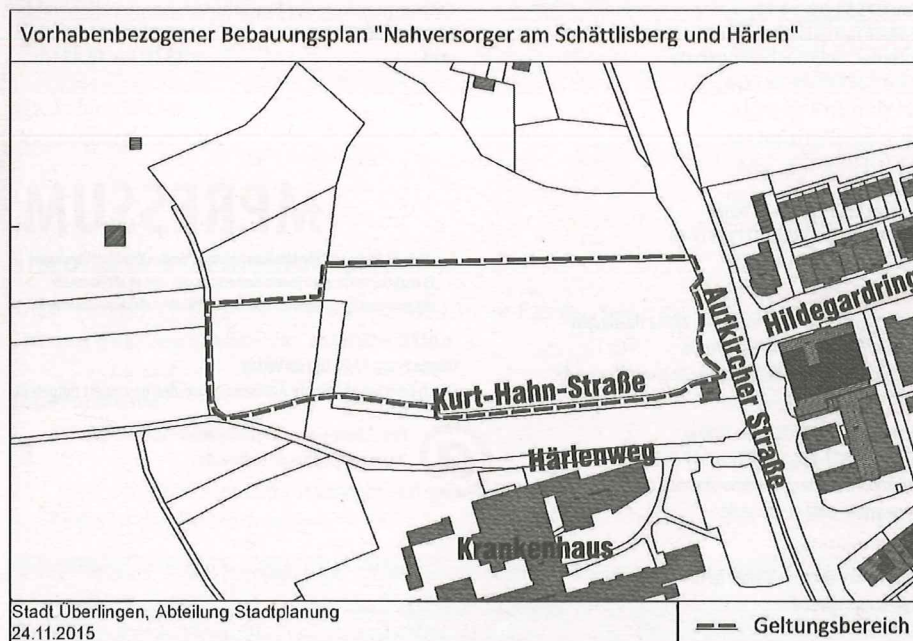 Vorhabenbezogener Bebauungsplan "Nahversorger am Schättlisberg und Härlen"
Aufkircher Straße
Hildegardring
Kurt-Hahn-Straße
Härlenweg
Krankenhaus
Stadt Überlingen, Abteilung Stadtplanung
24.11.2015
Geltungsbereich